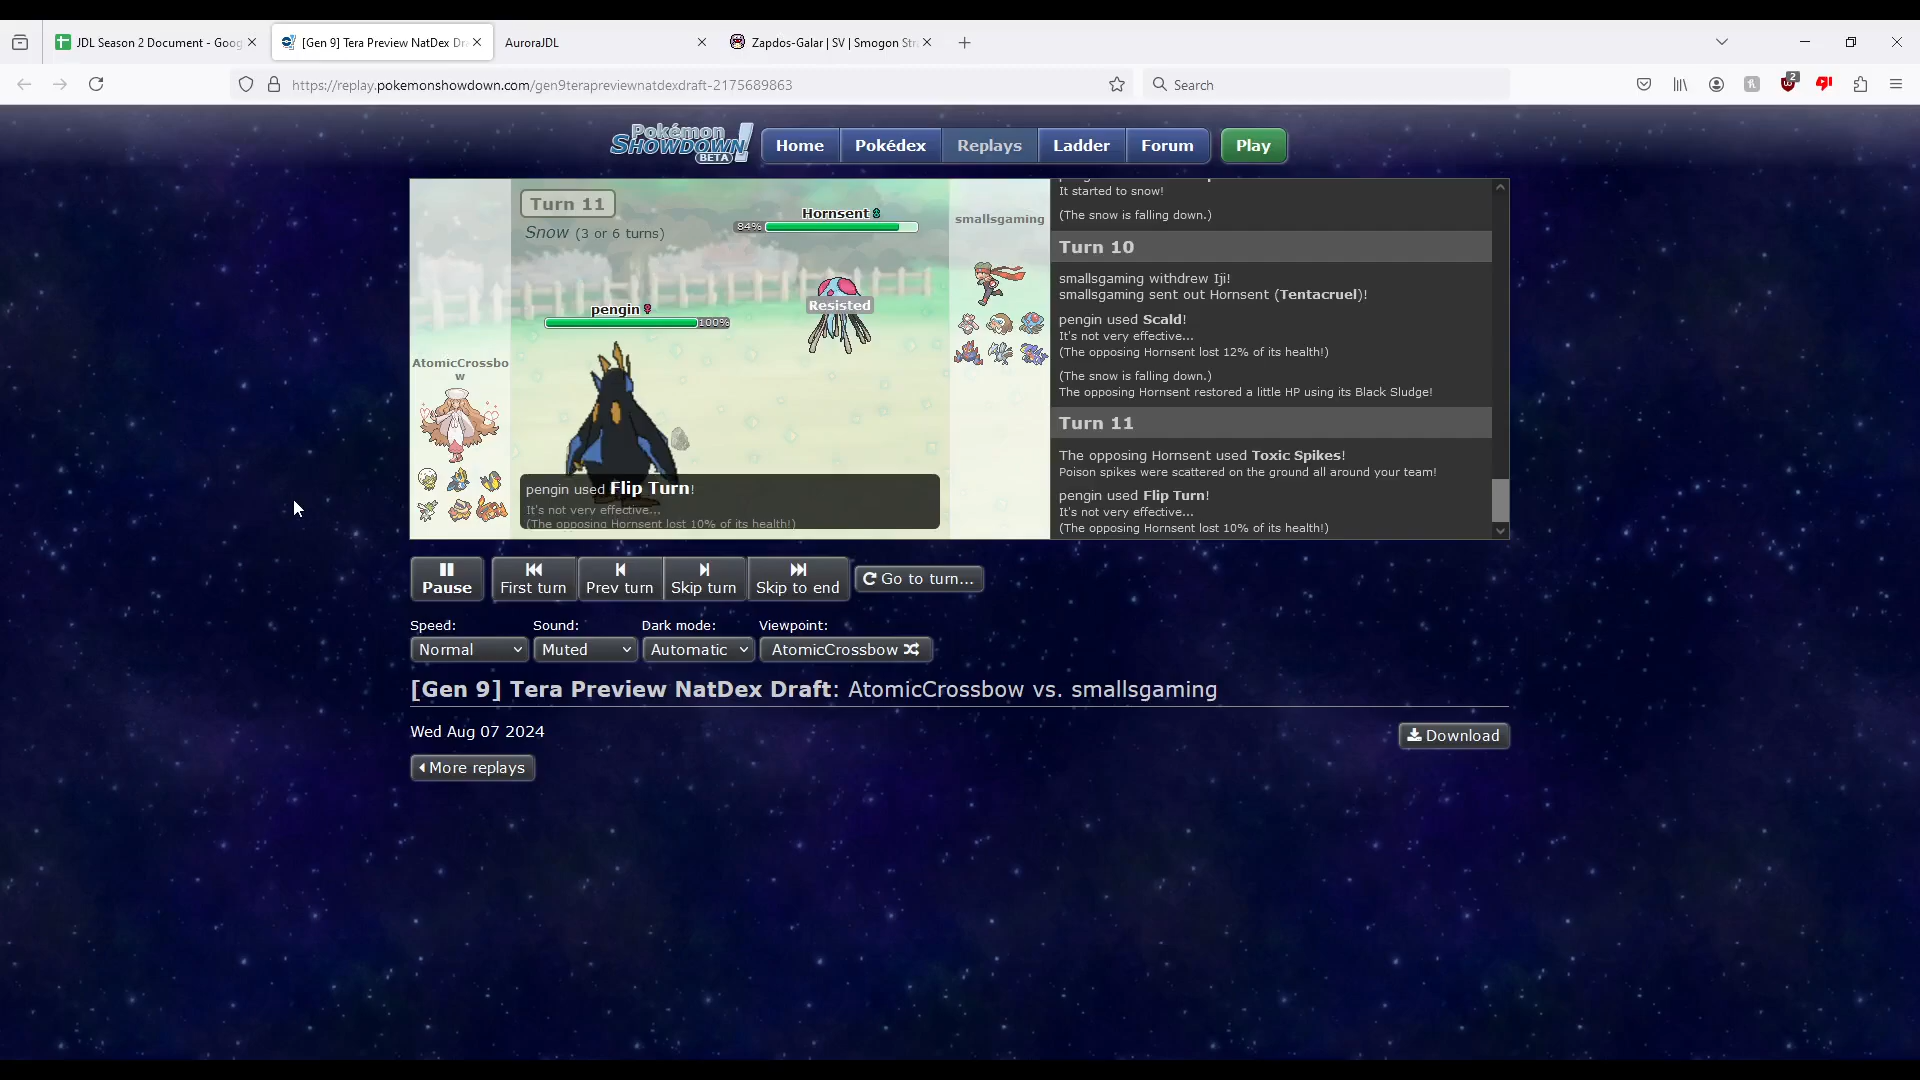 JDL Season 2 Document - Goog
[Gen 9] Tera Preview NatDex Dr
AuroraJDL
Zapdos-Galar | SV | Smogon Str
https://replay.pokemonshowdown.com/gen9terapreviewnatdexdraft-2175689863
Search
2
Pokémon
SHOWDOWN!
BETA
Home
Pokédex
Replays
Ladder
Forum
Play
Turn 11
Snow (3 or 6 turns)
Hornsent
84%
pengin
100%
Resisted
AtomicCrossbo
w
smallsgaming
pengin used Flip Turn!
It's not very effective...
(The opposing Hornsent lost 10% of its health!)
It started to snow!
(The snow is falling down.)
Turn 10
smallsgaming withdrew Iji!
smallsgaming sent out Hornsent (Tentacruel)!
pengin used Scald!
It's not very effective...
(The opposing Hornsent lost 12% of its health!)
(The snow is falling down.)
The opposing Hornsent restored a little HP using its Black Sludge!
Turn 11
The opposing Hornsent used Toxic Spikes!
Poison spikes were scattered on the ground all around your team!
pengin used Flip Turn!
It's not very effective...
(The opposing Hornsent lost 10% of its health!)
Pause
First turn
Prev turn
Skip turn
Skip to end
Go to turn...
Speed:
Sound:
Dark mode:
Viewpoint:
Normal
Muted
Automatic
AtomicCrossbow
[Gen 9] Tera Preview NatDex Draft: AtomicCrossbow vs. smallsgaming
Wed Aug 07 2024
Download
More replays